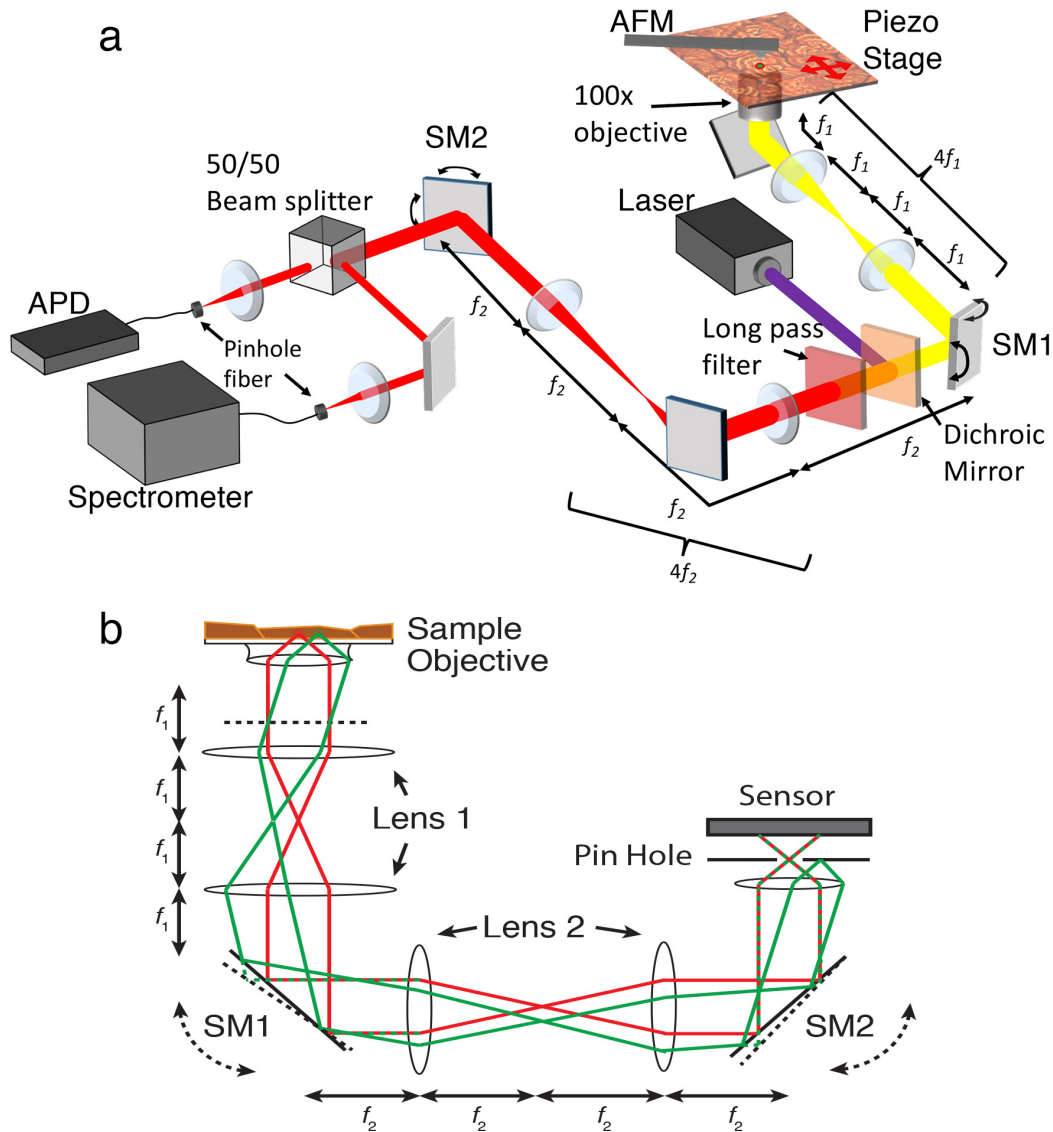 a
AFM
Piezo
Stage
100x
objective
SM2
50/50
Beam splitter
f1
f1
f1
f1
4f1
Laser
APD
Pinhole
fiber
Long pass
filter
SM1
f2
f2
f2
f2
Dichroic
Mirror
Spectrometer
4f2
b
Sample
Objective
f1
f1
f1
f1
Lens 1
Sensor
Pin Hole
Lens 2
SM1
SM2
f2
f2
f2
f2